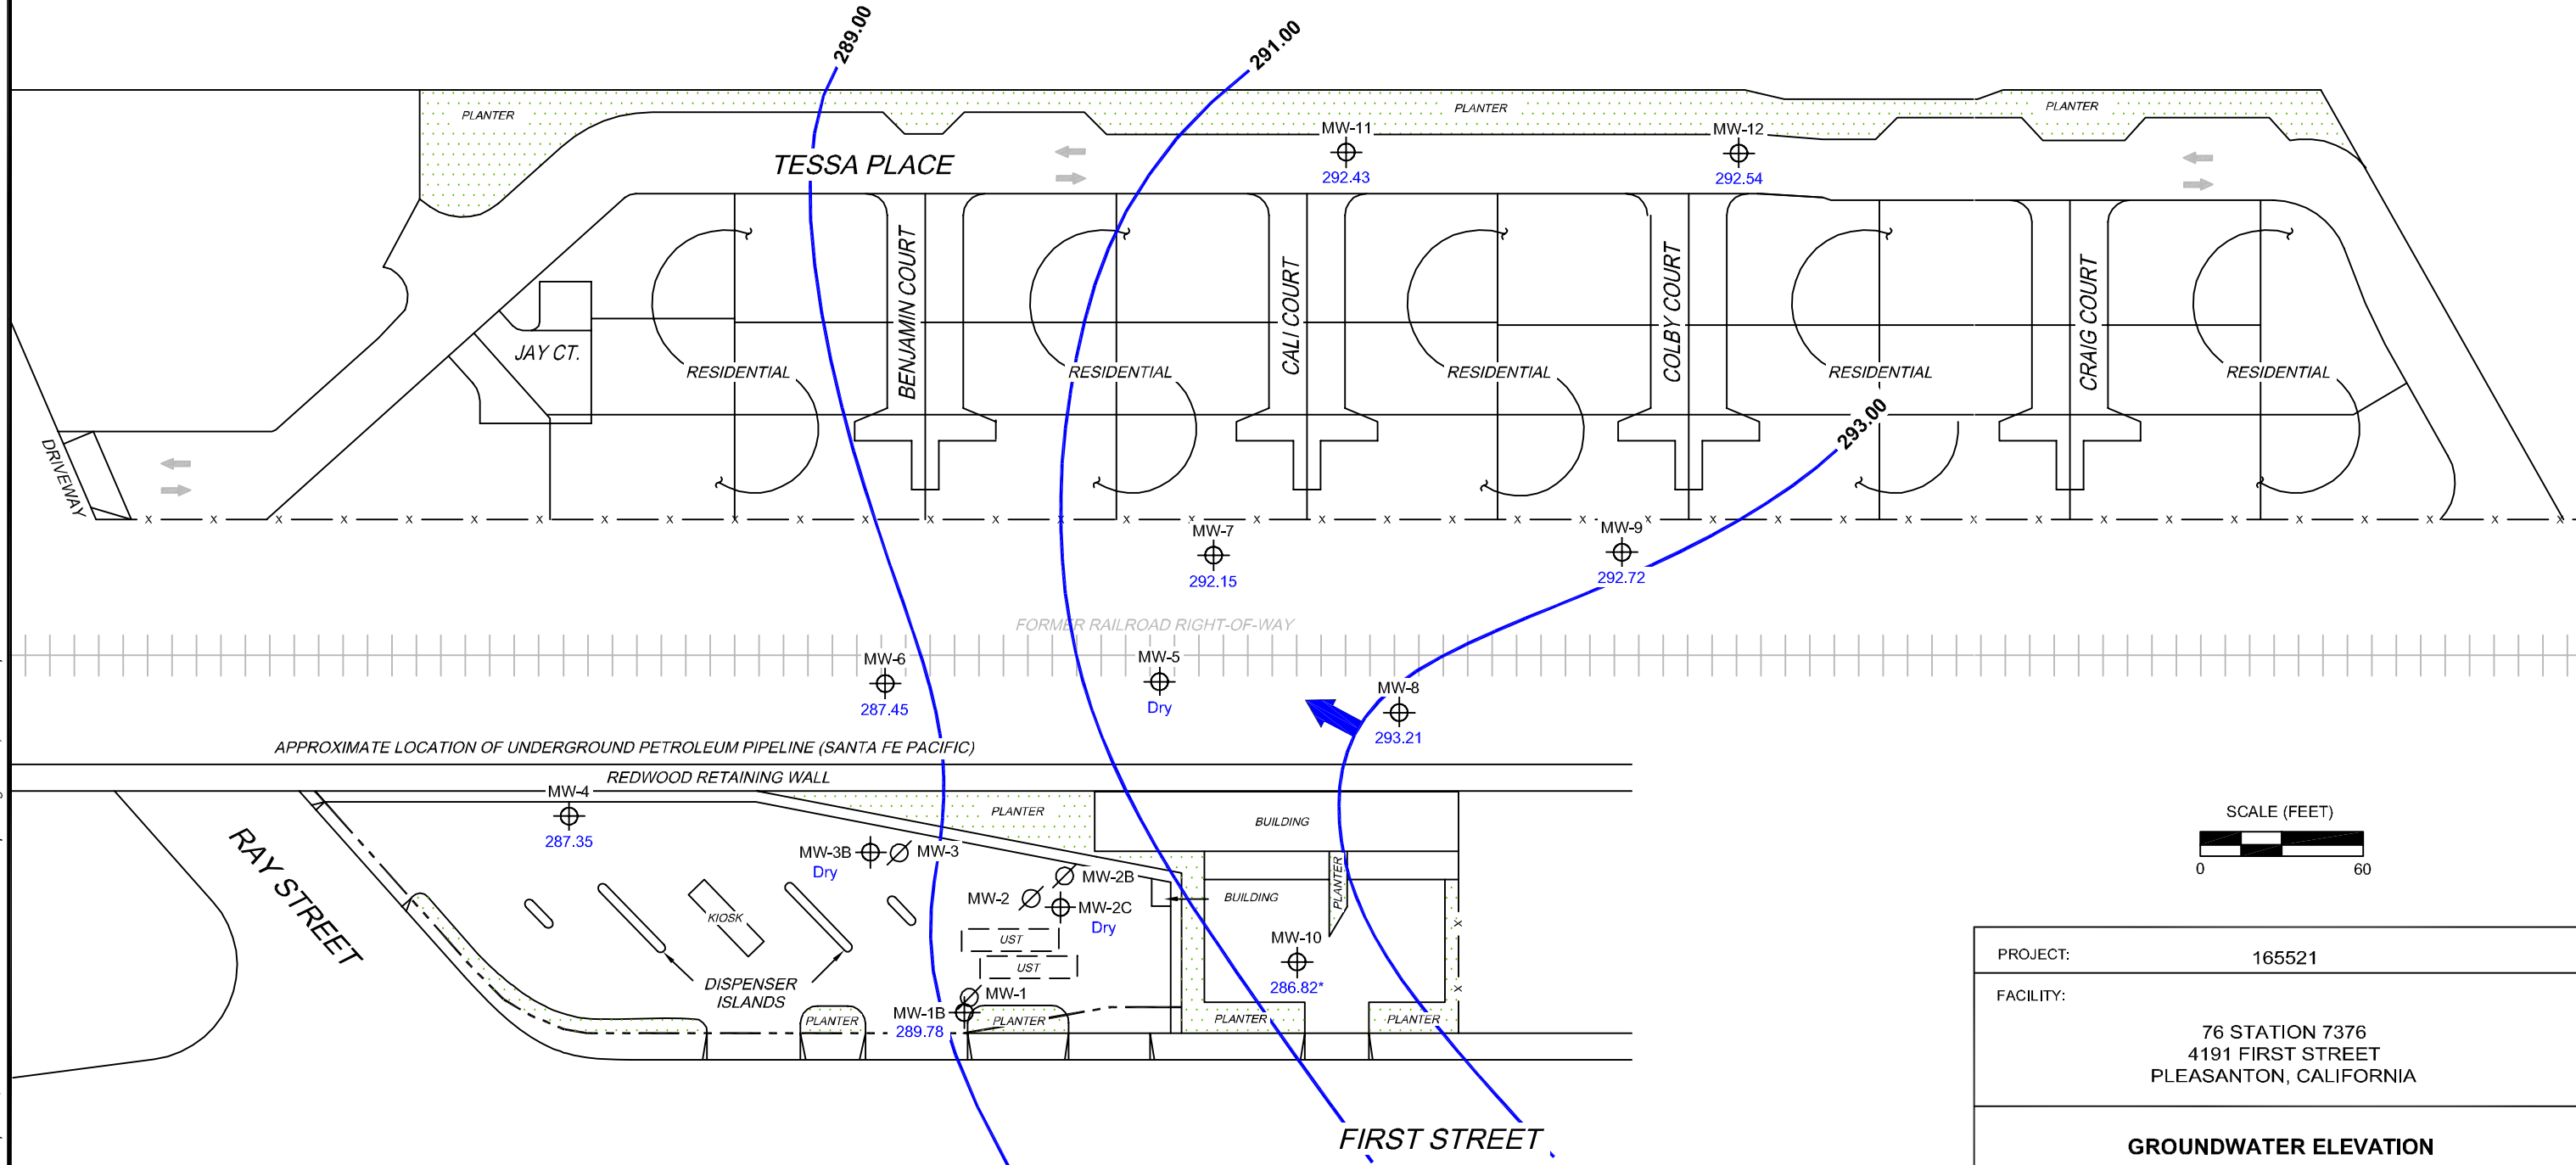 289.00
291.00
PLANTER
PLANTER
PLANTER
MW-11
292.43
MW-12
292.54
TESSA PLACE
BENJAMIN COURT
CALI COURT
COLBY COURT
CRAIG COURT
JAY CT.
RESIDENTIAL
RESIDENTIAL
RESIDENTIAL
RESIDENTIAL
RESIDENTIAL
293.00
DRIVEWAY
x x x x x x x x x x x x x x x x x x x x x x x x x x x x x x x x x x x x x x
MW-7
292.15
MW-9
292.72
FORMER RAILROAD RIGHT-OF-WAY
MW-6
287.45
MW-5
Dry
MW-8
293.21
APPROXIMATE LOCATION OF UNDERGROUND PETROLEUM PIPELINE (SANTA FE PACIFIC)
REDWOOD RETAINING WALL
MW-4
287.35
RAY STREET
PLANTER
BUILDING
MW-3B
Dry
MW-3
MW-2B
MW-2
MW-2C
Dry
BUILDING
PLANTER
KIOSK
UST
UST
DISPENSER
ISLANDS
MW-10
286.82*
x
x
MW-1
MW-1B
289.78
PLANTER
PLANTER
PLANTER
PLANTER
FIRST STREET
SCALE (FEET)
0 60
PROJECT: 165521
FACILITY:
76 STATION 7376
4191 FIRST STREET
PLEASANTON, CALIFORNIA
GROUNDWATER ELEVATION